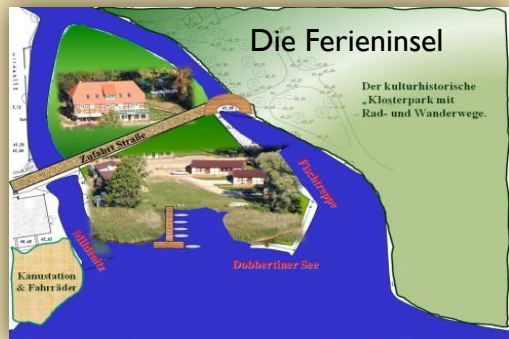 Die Ferieninsel
Der kulturhistorische
„Klosterpark mit
Rad- und Wanderwege.
Zufahrt Straße
Fischtreppe
Mildenitz
Dobbertiner See
Kanustation
& Fahrräder